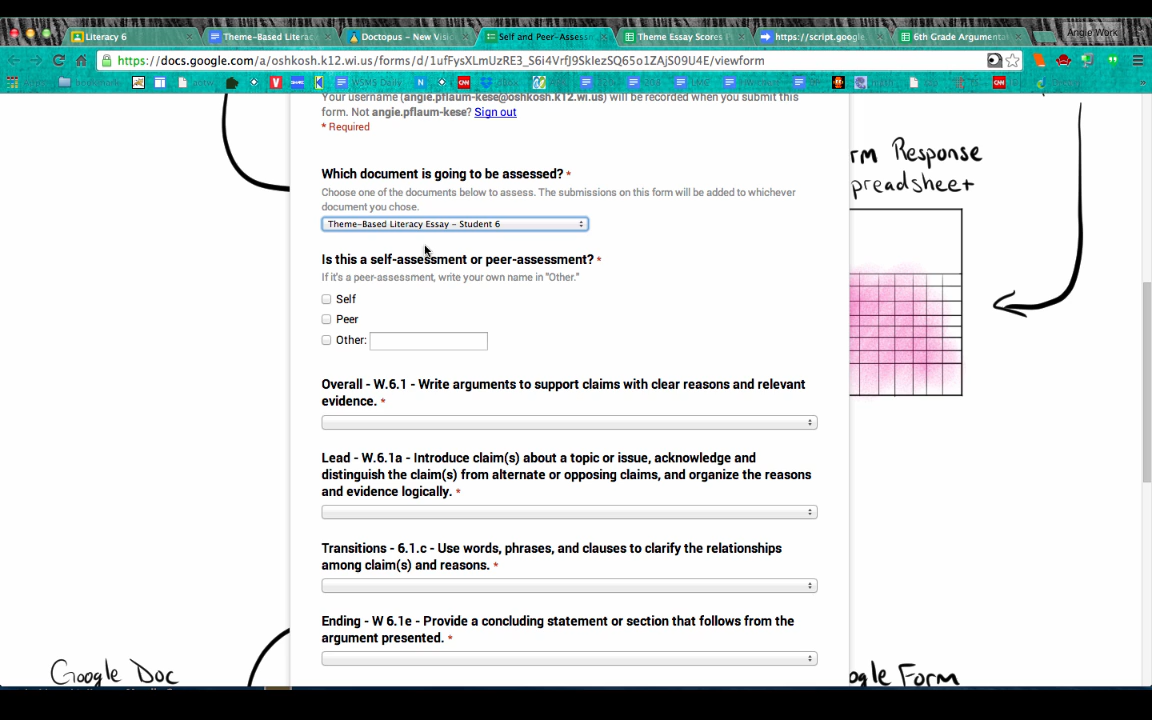 Angie Work
Literacy 6
Theme-Based Literac
Doctopus - New Visi
Self and Peer-Assess
Theme Essay Scores
https://script.google.
6th Grade Argumenta
https://docs.google.com/a/oshkosh.k12.wi.us/forms/d/1ufFysXLmUzRE3_S6i4VrfJ9SkIezSQ65o1ZAjS09U4E/viewform
WSMS Daily
Your username (angie.pflaum-kese@oshkosh.k12.wi.us) will be recorded when you submit this
form. Not angie.pflaum-kese? Sign out
* Required
Which document is going to be assessed? *
Choose one of the documents below to assess. The submissions on this form will be added to whichever
document you chose.
Theme-Based Literacy Essay - Student 6
Is this a self-assessment or peer-assessment? *
If it's a peer-assessment, write your own name in "Other."
Self
Peer
Other:
Overall - W.6.1 - Write arguments to support claims with clear reasons and relevant
evidence. *
Lead - W.6.1a - Introduce claim(s) about a topic or issue, acknowledge and
distinguish the claim(s) from alternate or opposing claims, and organize the reasons
and evidence logically. *
Transitions - 6.1.c - Use words, phrases, and clauses to clarify the relationships
among claim(s) and reasons. *
Ending - W 6.1e - Provide a concluding statement or section that follows from the
argument presented. *
rm Response
preadsheet
Google Doc
ogle Form